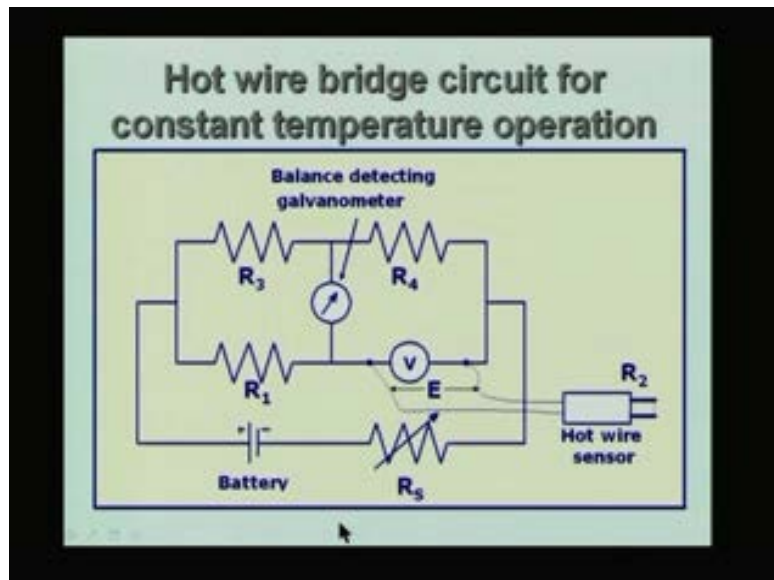 Hot wire bridge circuit for
constant temperature operation
Balance detecting
galvanometer
R₃
R₄
R₁
V
E
R₂
Hot wire
sensor
+ −
Battery
R_S